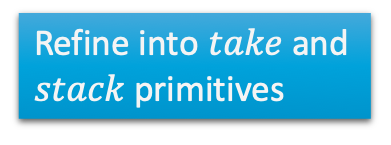 Refine into take and
stack primitives